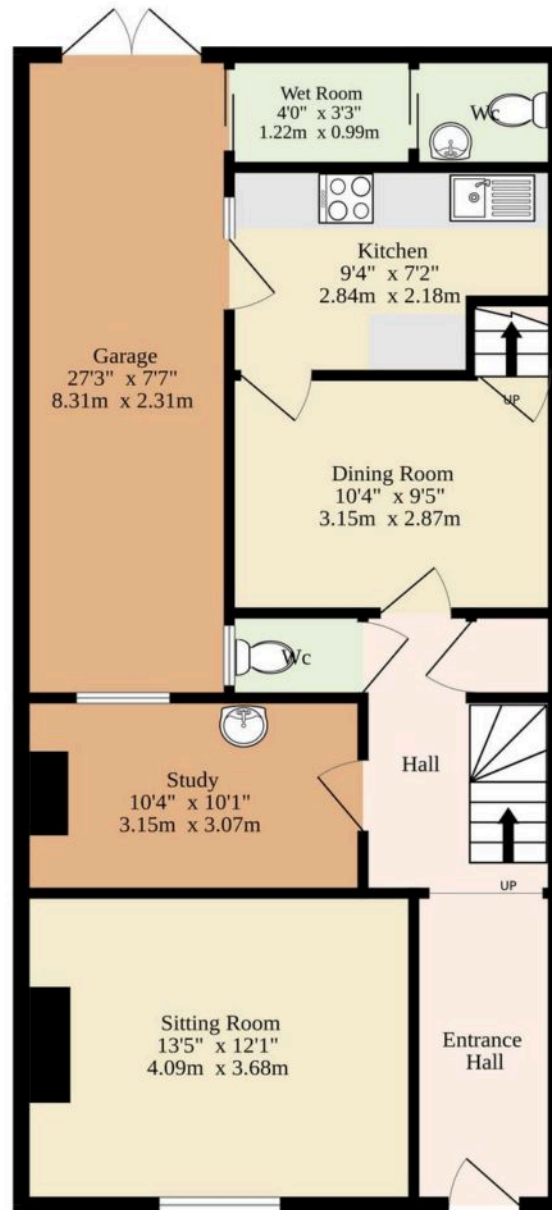 Wet Room
4'0" x 3'3"
1.22m x 0.99m
Wc
Kitchen
9'4" x 7'2"
2.84m x 2.18m
Garage
27'3" x 7'7"
8.31m x 2.31m
UP
Dining Room
10'4" x 9'5"
3.15m x 2.87m
Wc
Hall
Study
10'4" x 10'1"
3.15m x 3.07m
UP
Sitting Room
13'5" x 12'1"
4.09m x 3.68m
Entrance
Hall